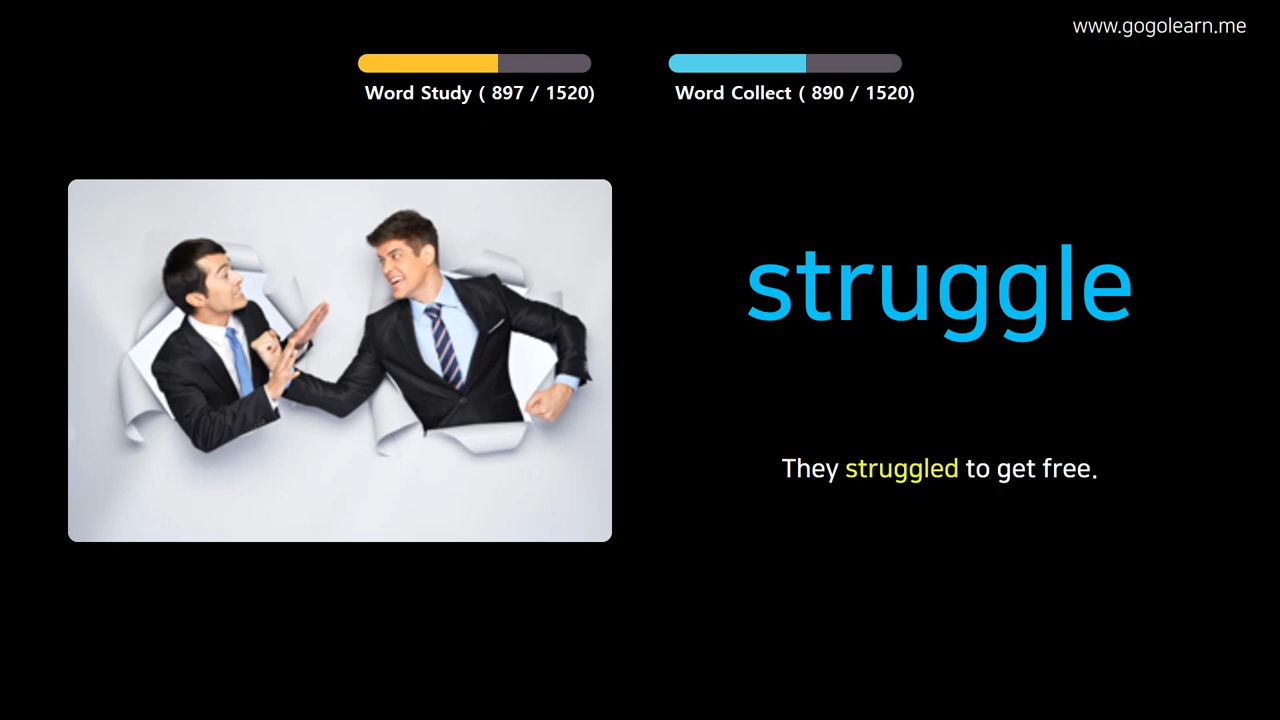 www.gogolearn.me
Word Study ( 897 / 1520)
Word Collect ( 890 / 1520)
struggle
They struggled to get free.